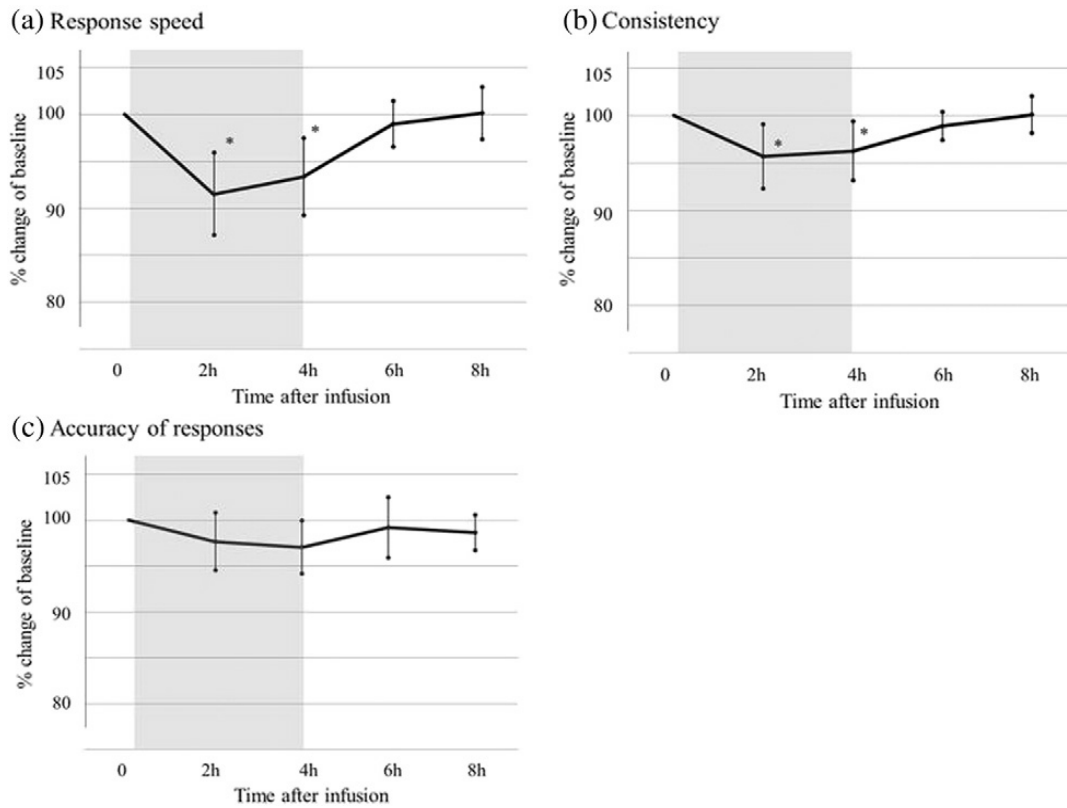 (a) Response speed
105
100
90
80
% change of baseline
*
*
0 2h 4h 6h 8h
Time after infusion
(b) Consistency
105
100
90
80
% change of baseline
*
*
0 2h 4h 6h 8h
Time after infusion
(c) Accuracy of responses
105
100
90
80
% change of baseline
0 2h 4h 6h 8h
Time after infusion